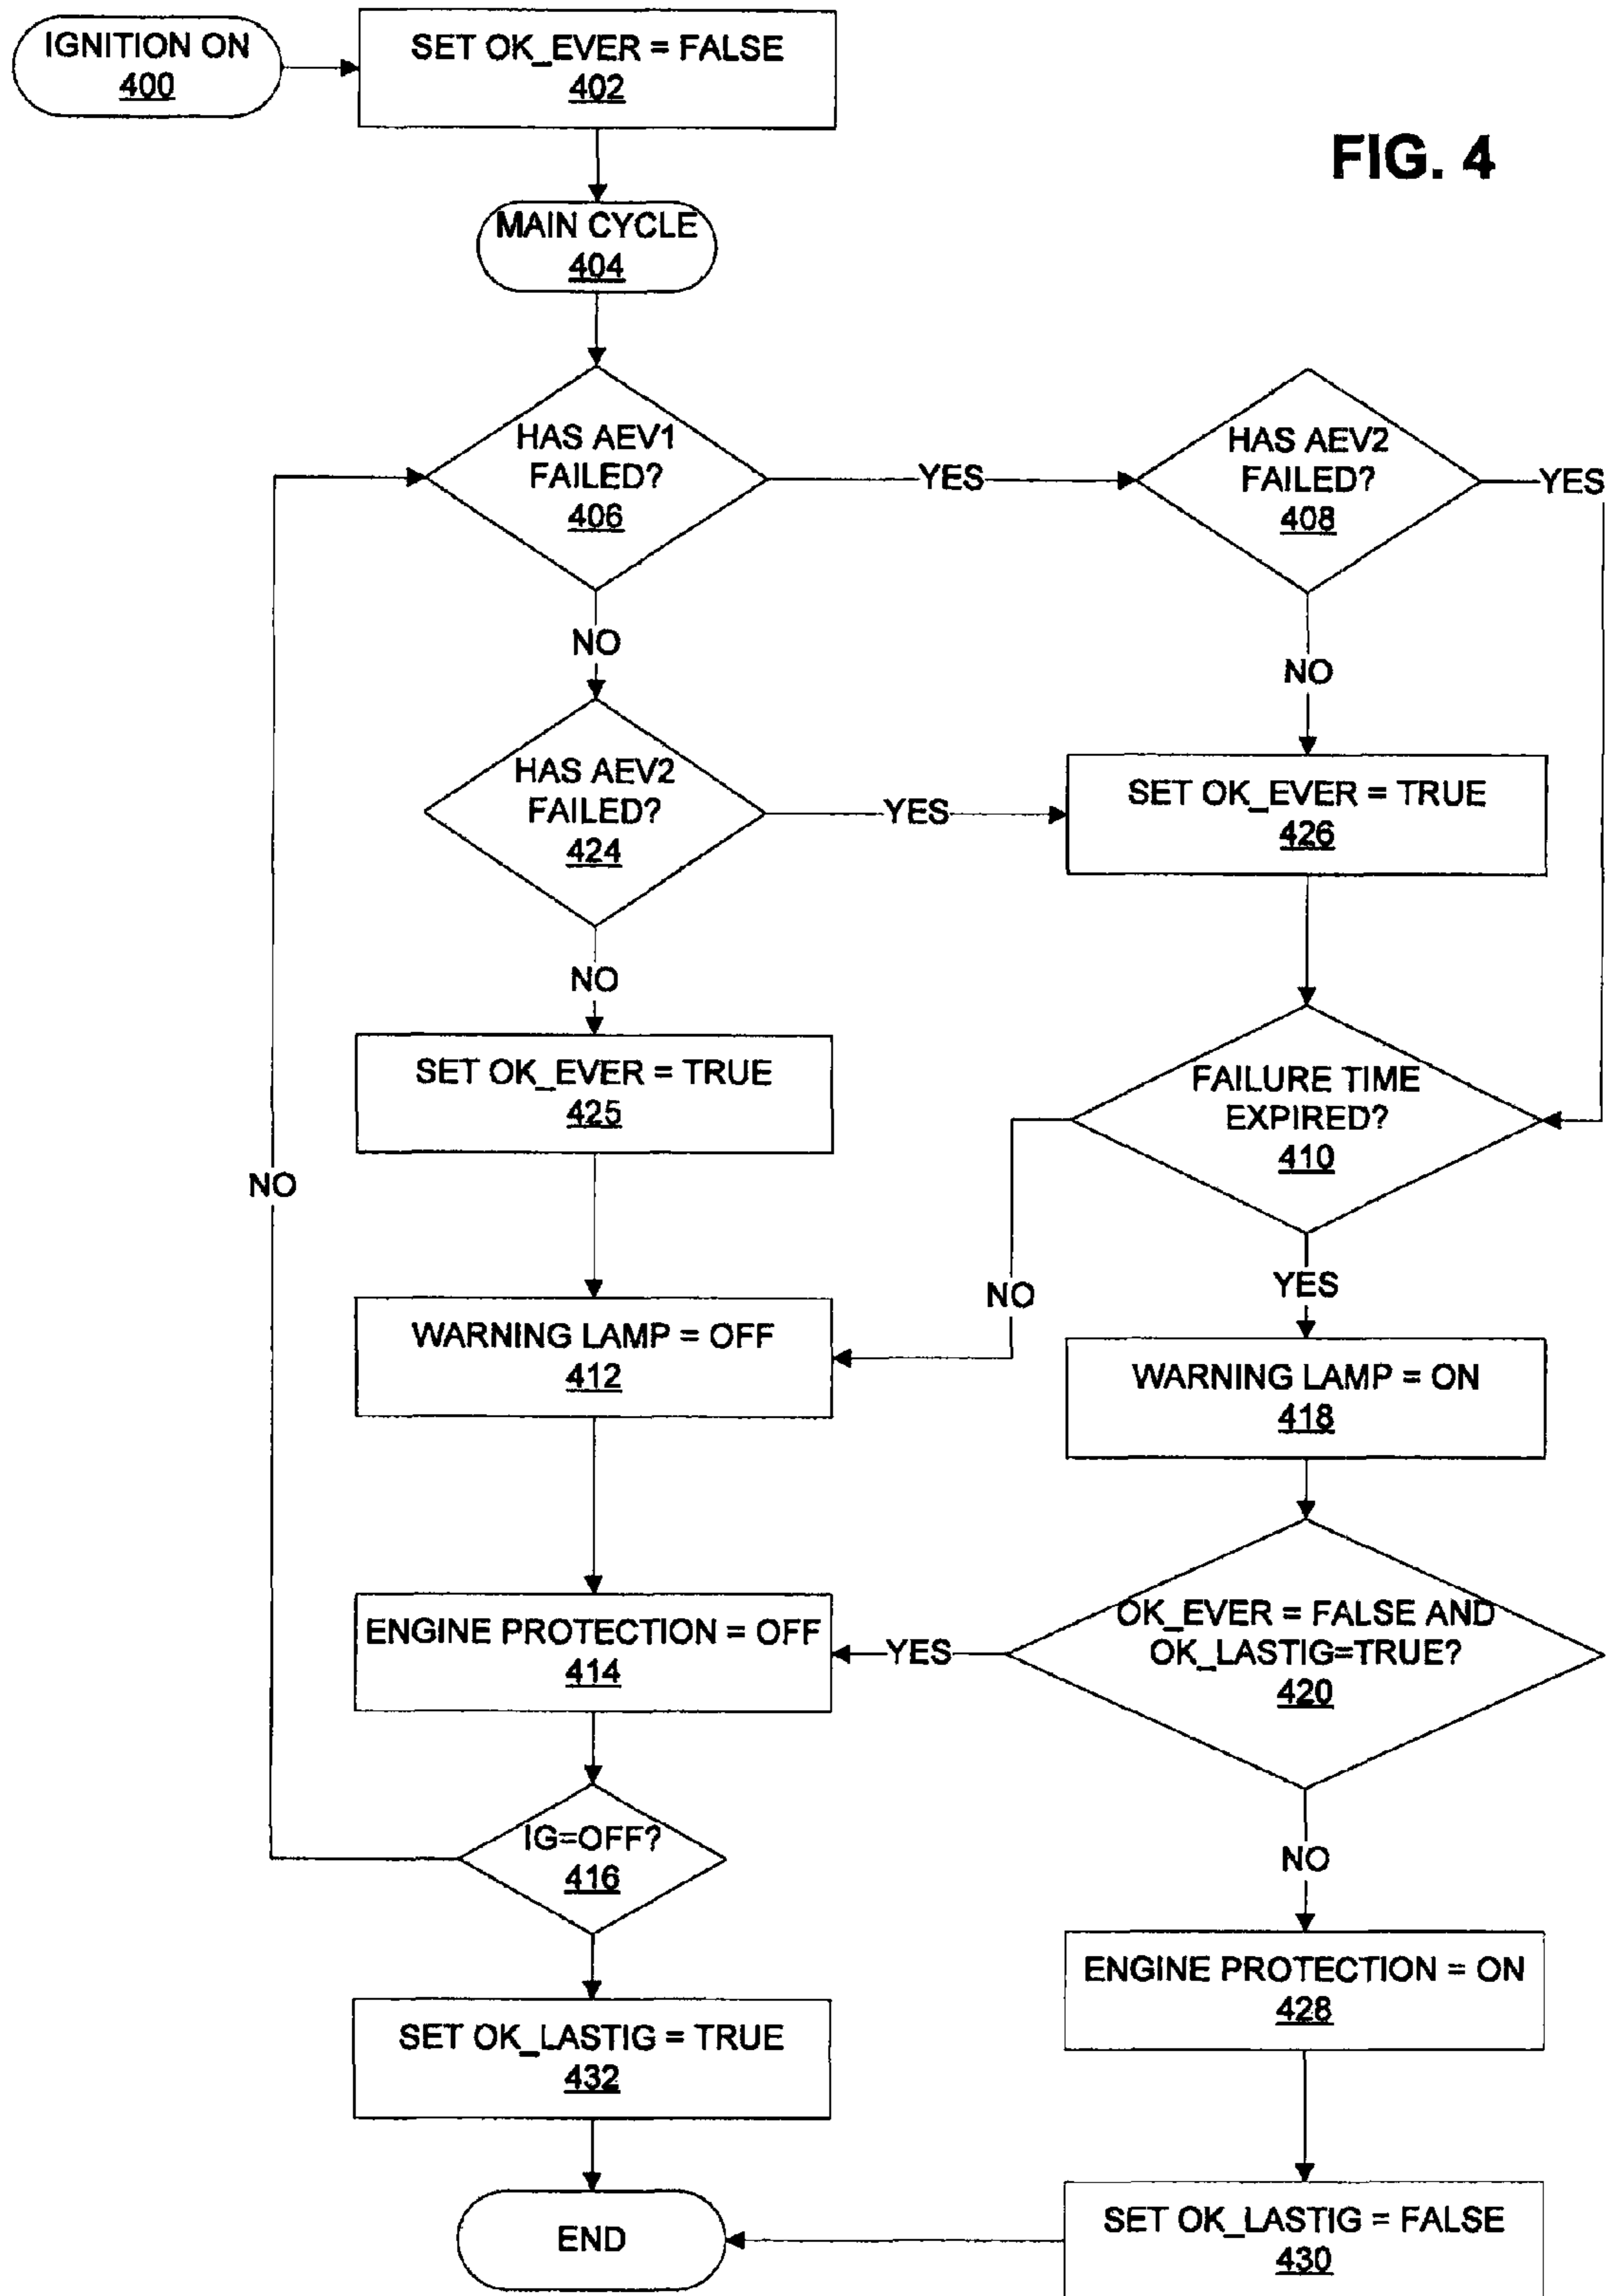 IGNITION ON
400
SET OK_EVER = FALSE
402
FIG. 4
MAIN CYCLE
404
HAS AEV1
FAILED?
406
YES
HAS AEV2
FAILED?
408
YES
NO
NO
HAS AEV2
FAILED?
424
YES
SET OK_EVER = TRUE
426
NO
SET OK_EVER = TRUE
425
FAILURE TIME
EXPIRED?
410
NO
NO
YES
WARNING LAMP = OFF
412
WARNING LAMP = ON
418
ENGINE PROTECTION = OFF
414
YES
OK_EVER = FALSE AND
OK_LASTIG=TRUE?
420
IG=OFF?
416
NO
ENGINE PROTECTION = ON
428
SET OK_LASTIG = TRUE
432
END
SET OK_LASTIG = FALSE
430